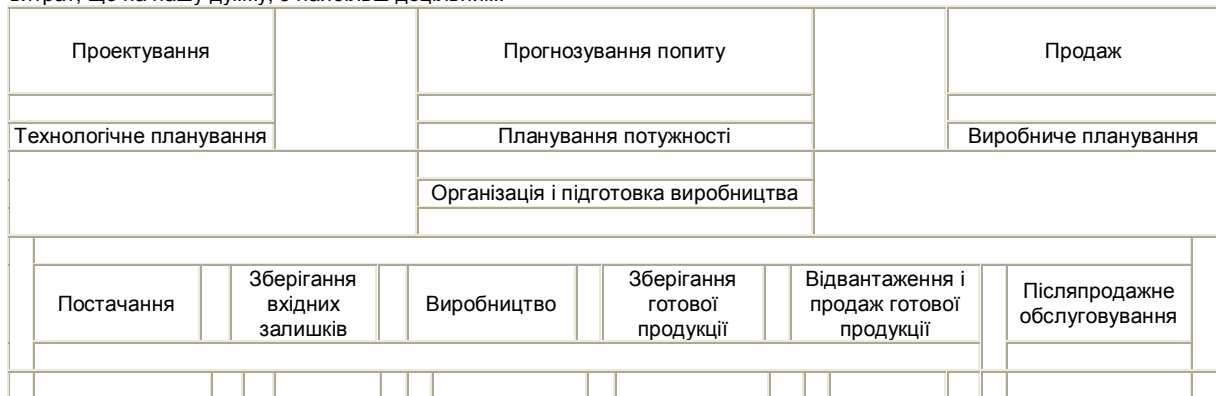 Проектування
Прогнозування попиту
Продаж
Технологічне планування
Планування потужності
Виробниче планування
Організація і підготовка виробництва
Постачання
Зберігання
вхідних
залишків
Виробництво
Зберігання
готової
продукції
Відвантаження і
продаж готової
продукції
Післяпродажне
обслуговування